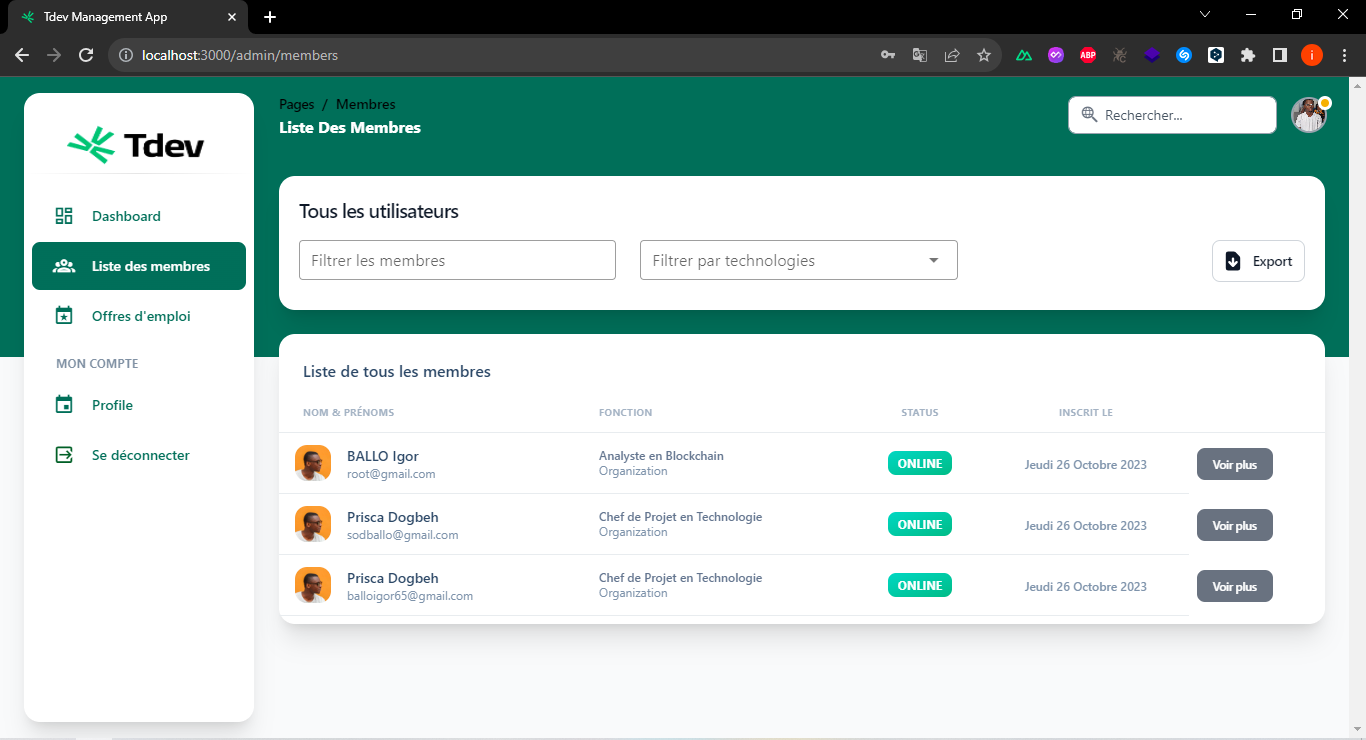 Tdev Management App
localhost:3000/admin/members
ABP
i
Tdev
Dashboard
Liste des membres
Offres d'emploi
MON COMPTE
Profile
Se déconnecter
Pages / Membres
Liste Des Membres
Rechercher...
Tous les utilisateurs
Filtrer les membres
Filtrer par technologies
Export
Liste de tous les membres
NOM & PRÉNOMS FONCTION STATUS INSCRIT LE
BALLO Igor
root@gmail.com
Analyste en Blockchain
Organization
ONLINE
Jeudi 26 Octobre 2023
Voir plus
Prisca Dogbeh
sodballo@gmail.com
Chef de Projet en Technologie
Organization
ONLINE
Jeudi 26 Octobre 2023
Voir plus
Prisca Dogbeh
balloigor65@gmail.com
Chef de Projet en Technologie
Organization
ONLINE
Jeudi 26 Octobre 2023
Voir plus